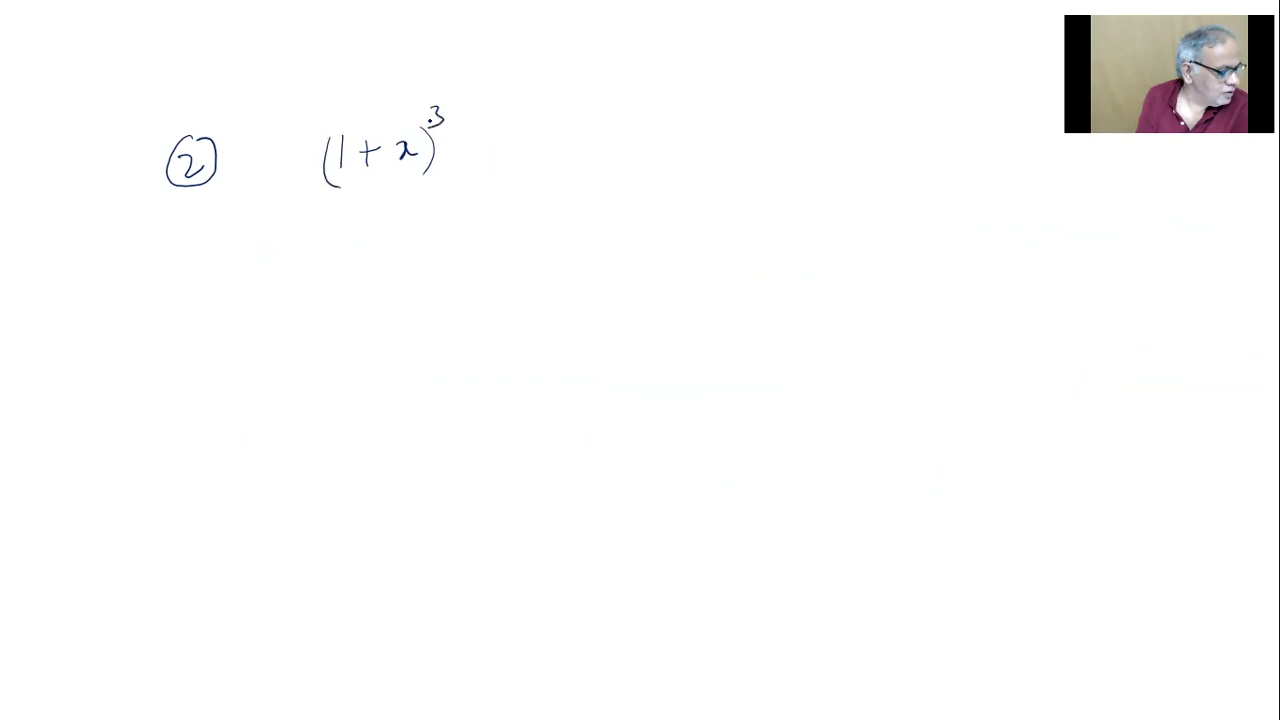 ② (1 + x)^.3